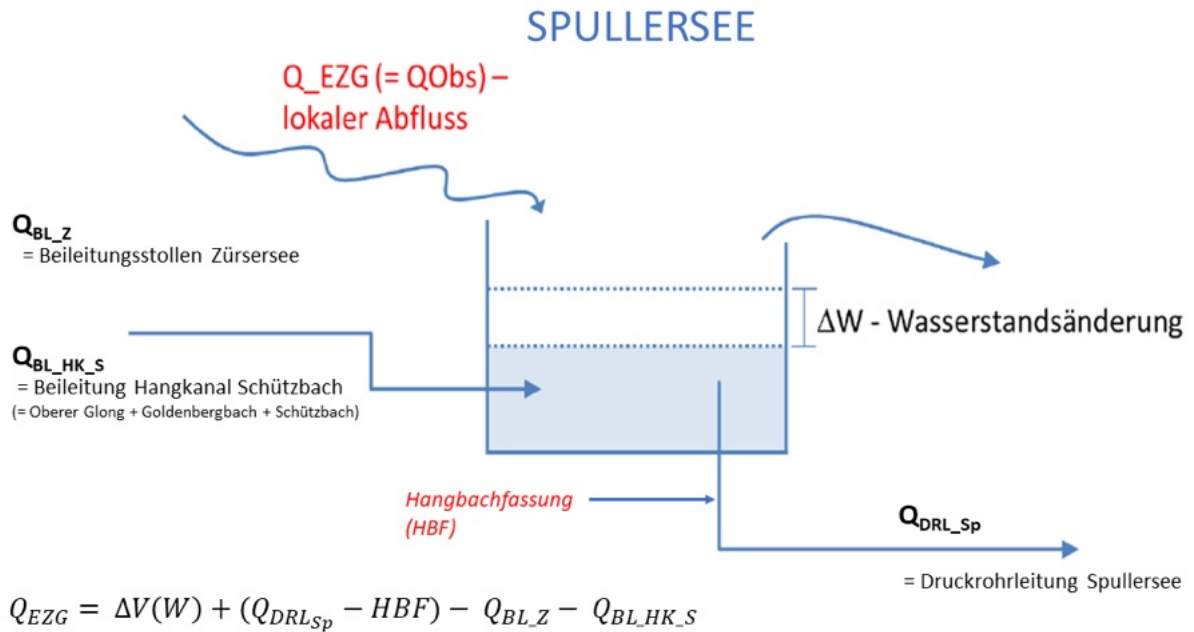 SPULLERSEE
Q_EZG (= QObs) –
lokaler Abfluss
Q_BL_Z
= Beileitungsstollen Zürsersee
ΔW - Wasserstandsänderung
Q_BL_HK_S
= Beileitung Hangkanal Schützbach
(= Oberer Glong + Goldenbergbach + Schützbach)
Hangbachfassung
(HBF)
Q_DRL_Sp
= Druckrohrleitung Spullersee
Q_EZG = ΔV(W) + (Q_DRL_Sp − HBF) − Q_BL_Z − Q_BL_HK_S